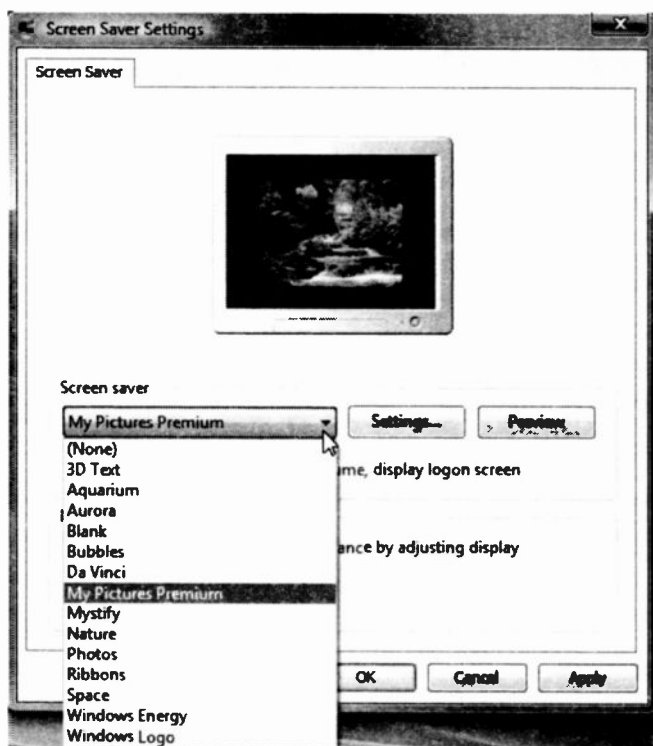 Screen Saver Settings
Screen Saver
Screen saver
My Pictures Premium
Settings...
Preview
(None)
3D Text
ume, display logon screen
Aquarium
Aurora
Blank
Bubbles
ance by adjusting display
Da Vinci
My Pictures Premium
Mystify
Nature
Photos
Ribbons
Space
OK
Cancel
Apply
Windows Energy
Windows Logo